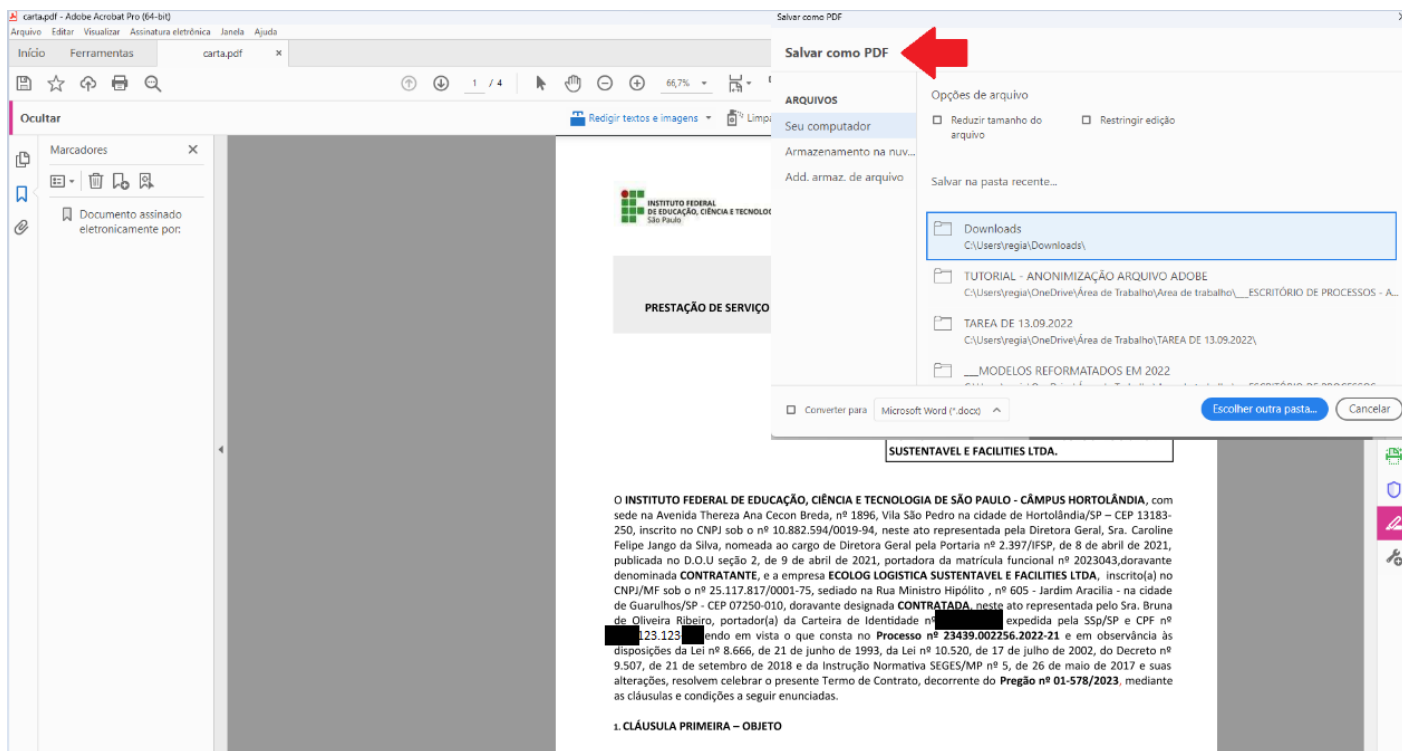 carta.pdf - Adobe Acrobat Pro (64-bit)
Arquivo Editar Visualizar Assinatura eletrônica Janela Ajuda
Início Ferramentas carta.pdf ×
1 / 4 66,7%
Ocultar
Redigir textos e imagens
Marcadores ×
Documento assinado
eletronicamente por:
Salvar como PDF
Salvar como PDF
ARQUIVOS
Seu computador
Armazenamento na nuv...
Add. armaz. de arquivo
Opções de arquivo
Reduzir tamanho do
arquivo
Restringir edição
Salvar na pasta recente...
Downloads
C:\Users\regia\Downloads\
TUTORIAL - ANONIMIZAÇÃO ARQUIVO ADOBE
C:\Users\regia\OneDrive\Área de Trabalho\Area de trabalho\___ESCRITÓRIO DE PROCESSOS - A...
TAREA DE 13.09.2022
C:\Users\regia\OneDrive\Área de Trabalho\TAREA DE 13.09.2022\
___MODELOS REFORMATADOS EM 2022
Converter para Microsoft Word (*.docx)
Escolher outra pasta... Cancelar
INSTITUTO FEDERAL
DE EDUCAÇÃO, CIÊNCIA E TECNOLOG
São Paulo
PRESTAÇÃO DE SERVIÇO
SUSTENTAVEL E FACILITIES LTDA.
O INSTITUTO FEDERAL DE EDUCAÇÃO, CIÊNCIA E TECNOLOGIA DE SÃO PAULO - CÂMPUS HORTOLÂNDIA, com
sede na Avenida Thereza Ana Cecon Breda, nº 1896, Vila São Pedro na cidade de Hortolândia/SP – CEP 13183-
250, inscrito no CNPJ sob o nº 10.882.594/0019-94, neste ato representada pela Diretora Geral, Sra. Caroline
Felipe Jango da Silva, nomeada ao cargo de Diretora Geral pela Portaria nº 2.397/IFSP, de 8 de abril de 2021,
publicada no D.O.U seção 2, de 9 de abril de 2021, portadora da matrícula funcional nº 2023043,doravante
denominada CONTRATANTE, e a empresa ECOLOG LOGISTICA SUSTENTAVEL E FACILITIES LTDA, inscrito(a) no
CNPJ/MF sob o nº 25.117.817/0001-75, sediado na Rua Ministro Hipólito , nº 605 - Jardim Aracilia - na cidade
de Guarulhos/SP - CEP 07250-010, doravante designada CONTRATADA, neste ato representada pelo Sra. Bruna
de Oliveira Ribeiro, portador(a) da Carteira de Identidade nº expedida pela SSp/SP e CPF nº
123.123- endo em vista o que consta no Processo nº 23439.002256.2022-21 e em observância às
disposições da Lei nº 8.666, de 21 de junho de 1993, da Lei nº 10.520, de 17 de julho de 2002, do Decreto nº
9.507, de 21 de setembro de 2018 e da Instrução Normativa SEGES/MP nº 5, de 26 de maio de 2017 e suas
alterações, resolvem celebrar o presente Termo de Contrato, decorrente do Pregão nº 01-578/2023, mediante
as cláusulas e condições a seguir enunciadas.
1. CLÁUSULA PRIMEIRA – OBJETO